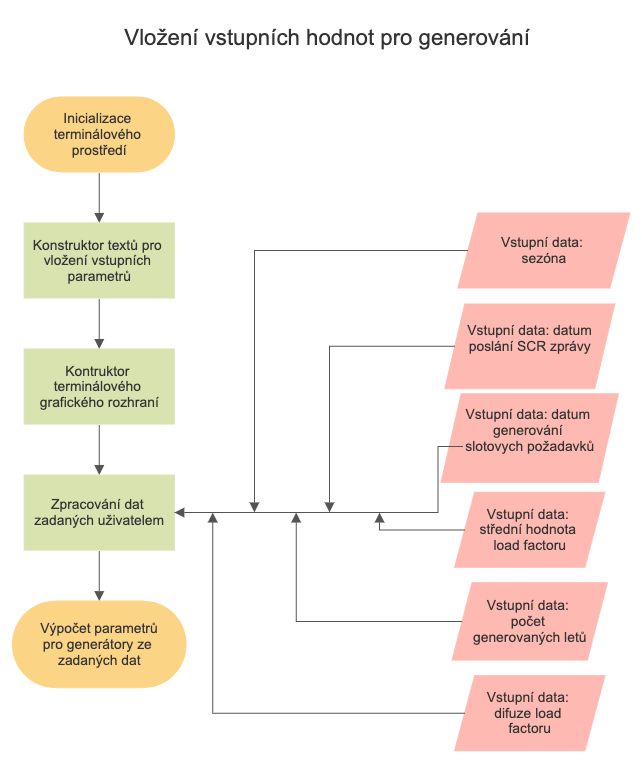 Vložení vstupních hodnot pro generování
Inicializace
terminálového
prostředí
Konstruktor textů pro
vložení vstupních
parametrů
Kontruktor
terminálového
grafického rozhraní
Zpracování dat
zadaných uživatelem
Výpočet parametrů
pro generátory ze
zadaných dat
Vstupní data:
sezóna
Vstupní data: datum
poslání SCR zprávy
Vstupní data: datum
generování
slotovych požadavků
Vstupní data:
střední hodnota
load factoru
Vstupní data:
počet
generovaných letů
Vstupní data:
difuze load
factoru